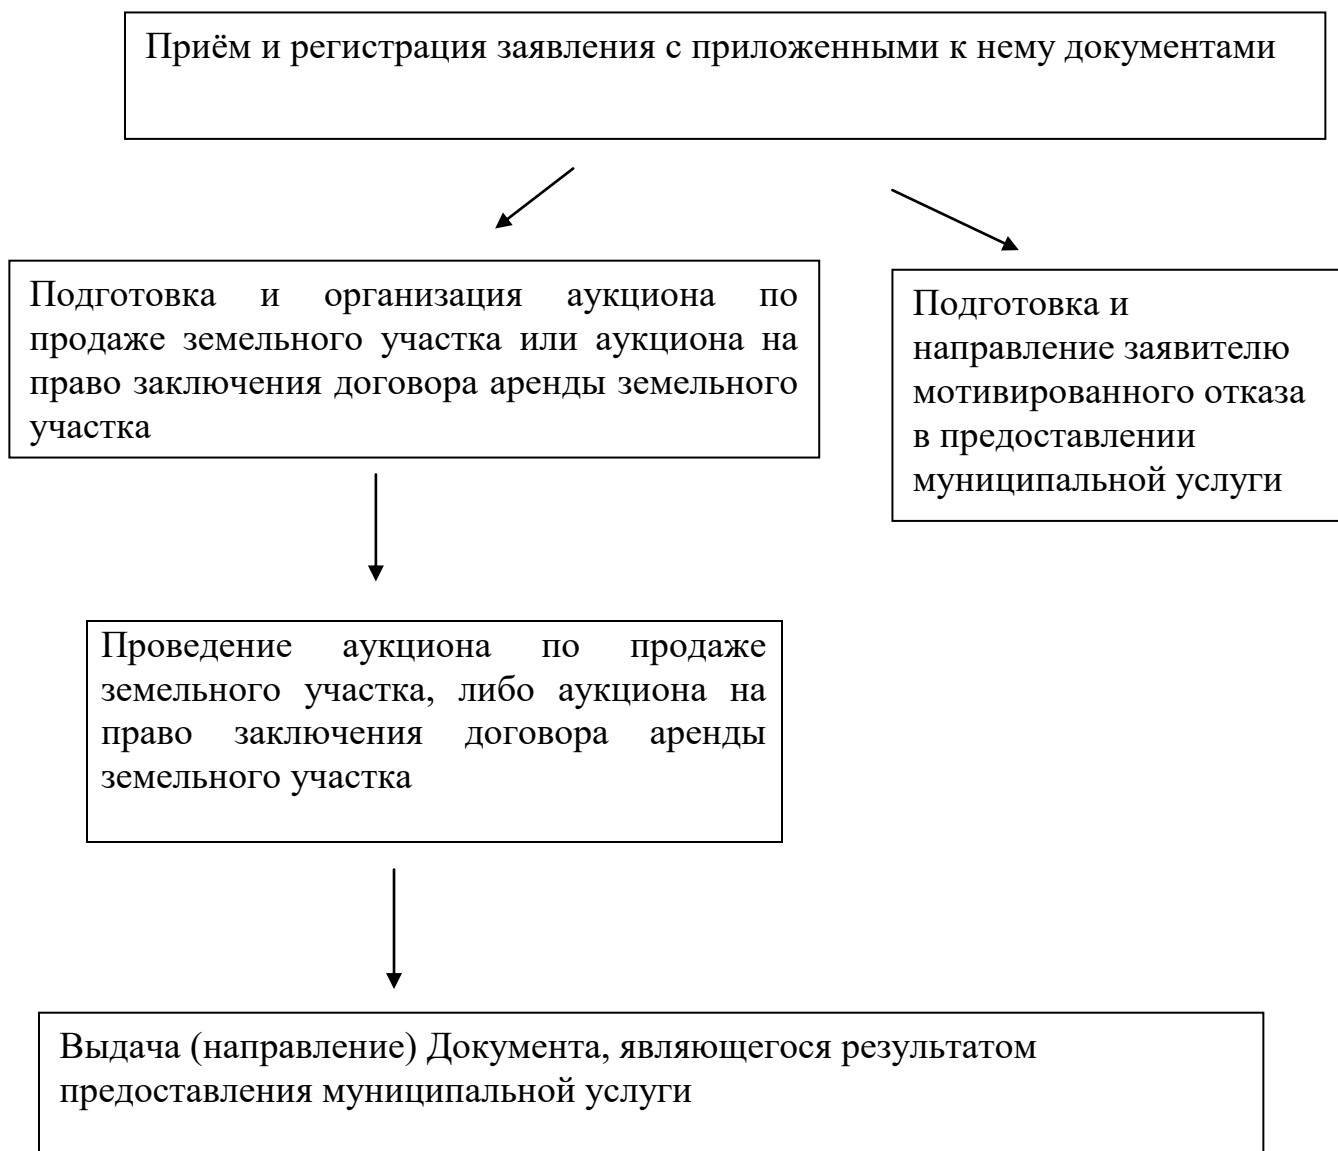 Приём и регистрация заявления с приложенными к нему документами
Подготовка и организация аукциона по
продаже земельного участка или аукциона на
право заключения договора аренды земельного
участка
Подготовка и
направление заявителю
мотивированного отказа
в предоставлении
муниципальной услуги
Проведение аукциона по продаже
земельного участка, либо аукциона на
право заключения договора аренды
земельного участка
Выдача (направление) Документа, являющегося результатом
предоставления муниципальной услуги